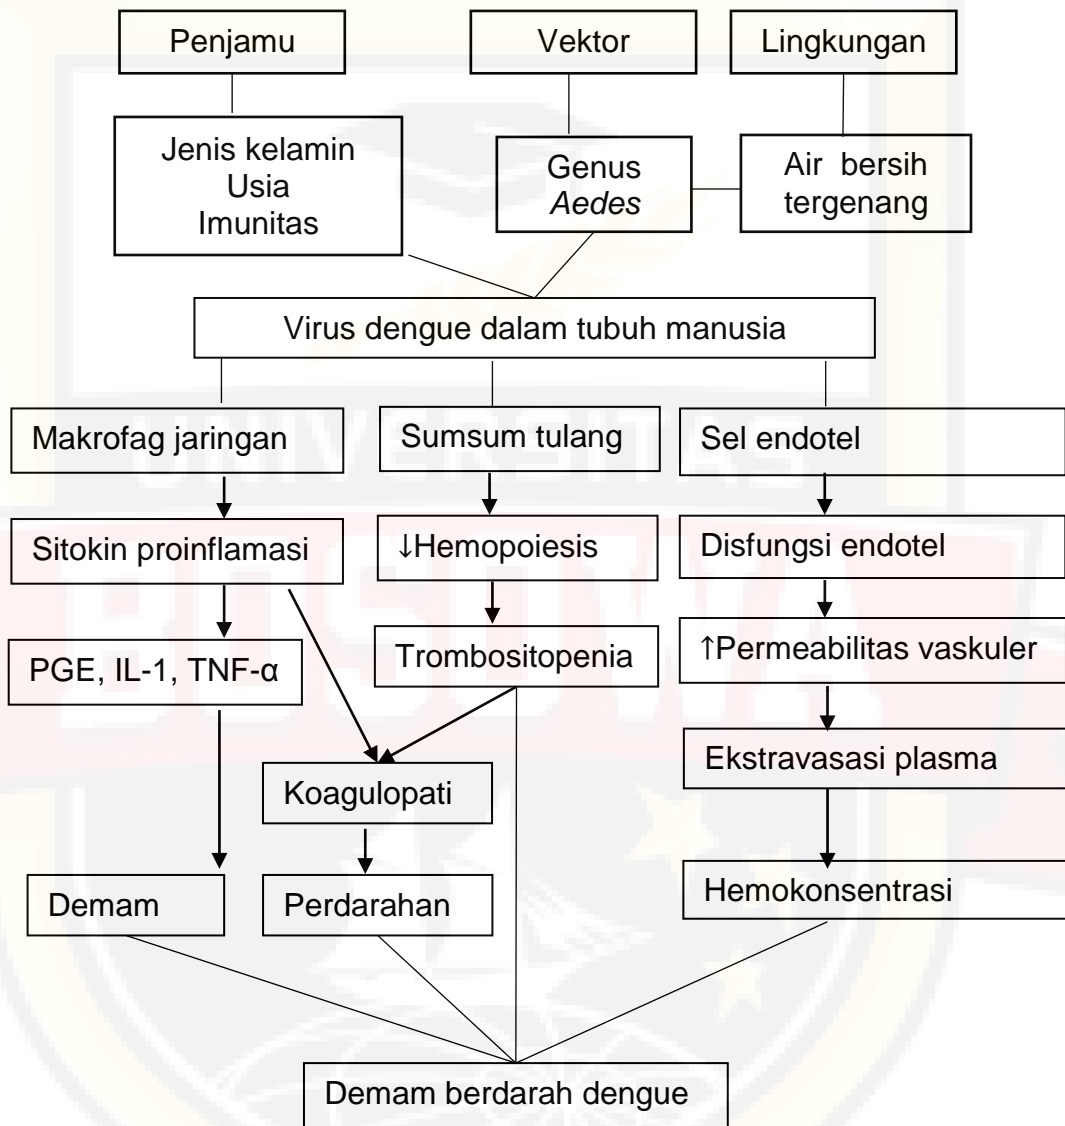 Penjamu
Vektor
Lingkungan
Jenis kelamin
Usia
Imunitas
Genus
Aedes
Air bersih
tergenang
Virus dengue dalam tubuh manusia
Makrofag jaringan
Sumsum tulang
Sel endotel
UNIVERSITAS
Sitokin proinflamasi
↓Hemopoiesis
Disfungsi endotel
BOSOWA
PGE, IL-1, TNF-α
Trombositopenia
↑Permeabilitas vaskuler
Ekstravasasi plasma
Koagulopati
Demam
Perdarahan
Hemokonsentrasi
Demam berdarah dengue